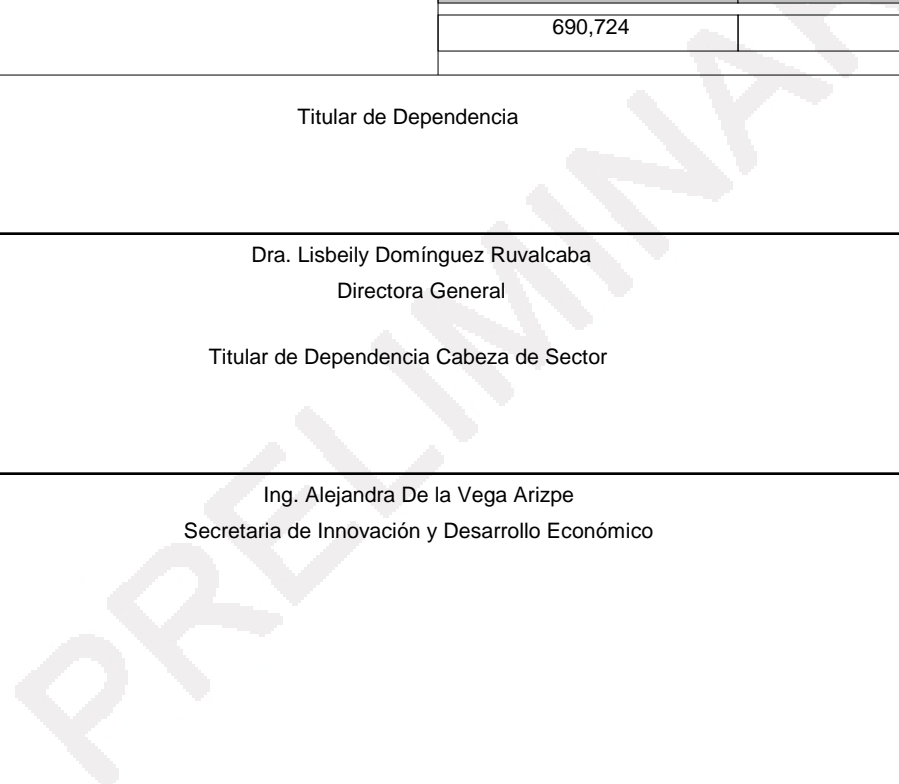 690,724
Titular de Dependencia
Dra. Lisbeily Domínguez Ruvalcaba
Directora General
Titular de Dependencia Cabeza de Sector
Ing. Alejandra De la Vega Arizpe
Secretaria de Innovación y Desarrollo Económico
PRELIMINAR